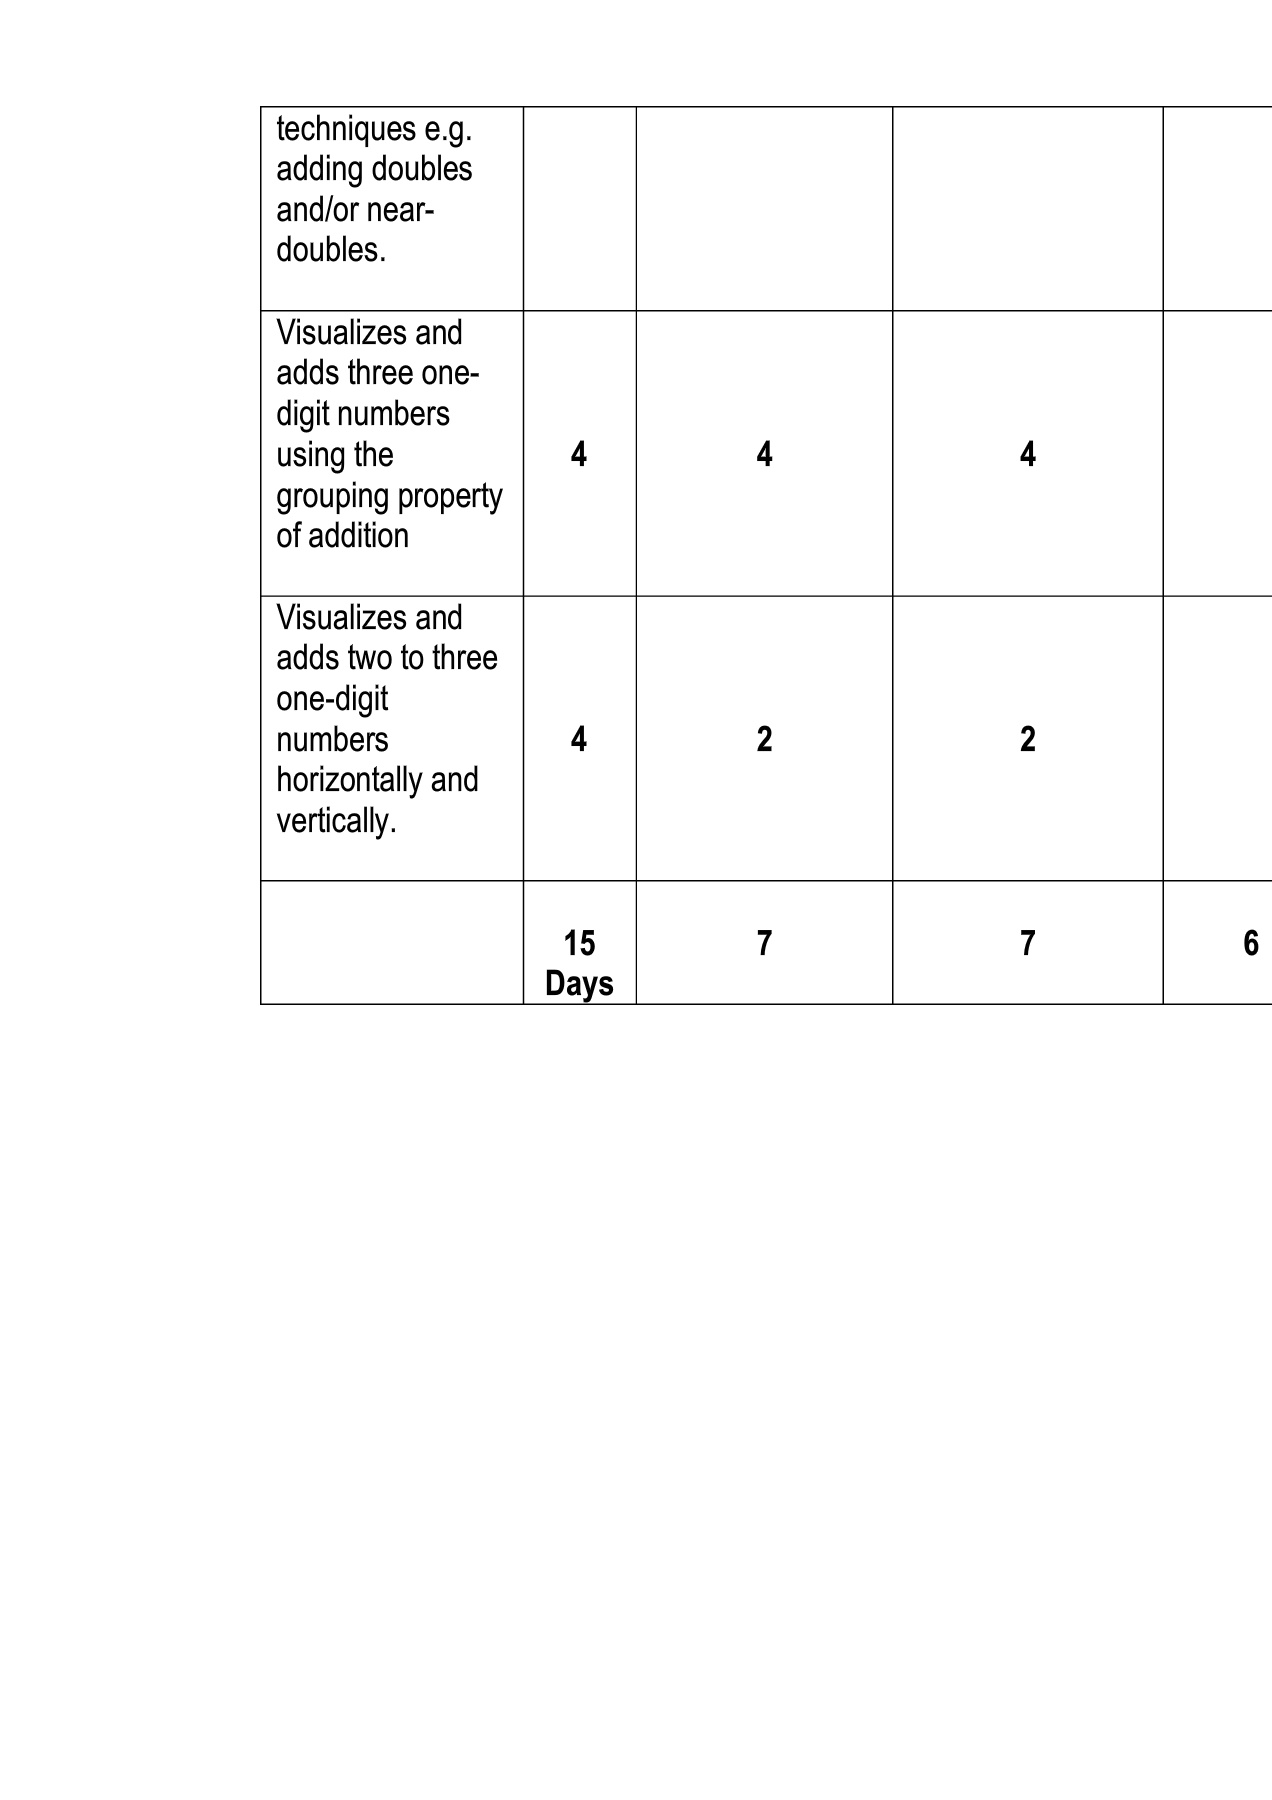 techniques e.g.
adding doubles
and/or near-
doubles.
Visualizes and
adds three one-
digit numbers
using the
grouping property
of addition
4
4
4
Visualizes and
adds two to three
one-digit
numbers
horizontally and
vertically.
4
2
2
15
Days
7
7
6